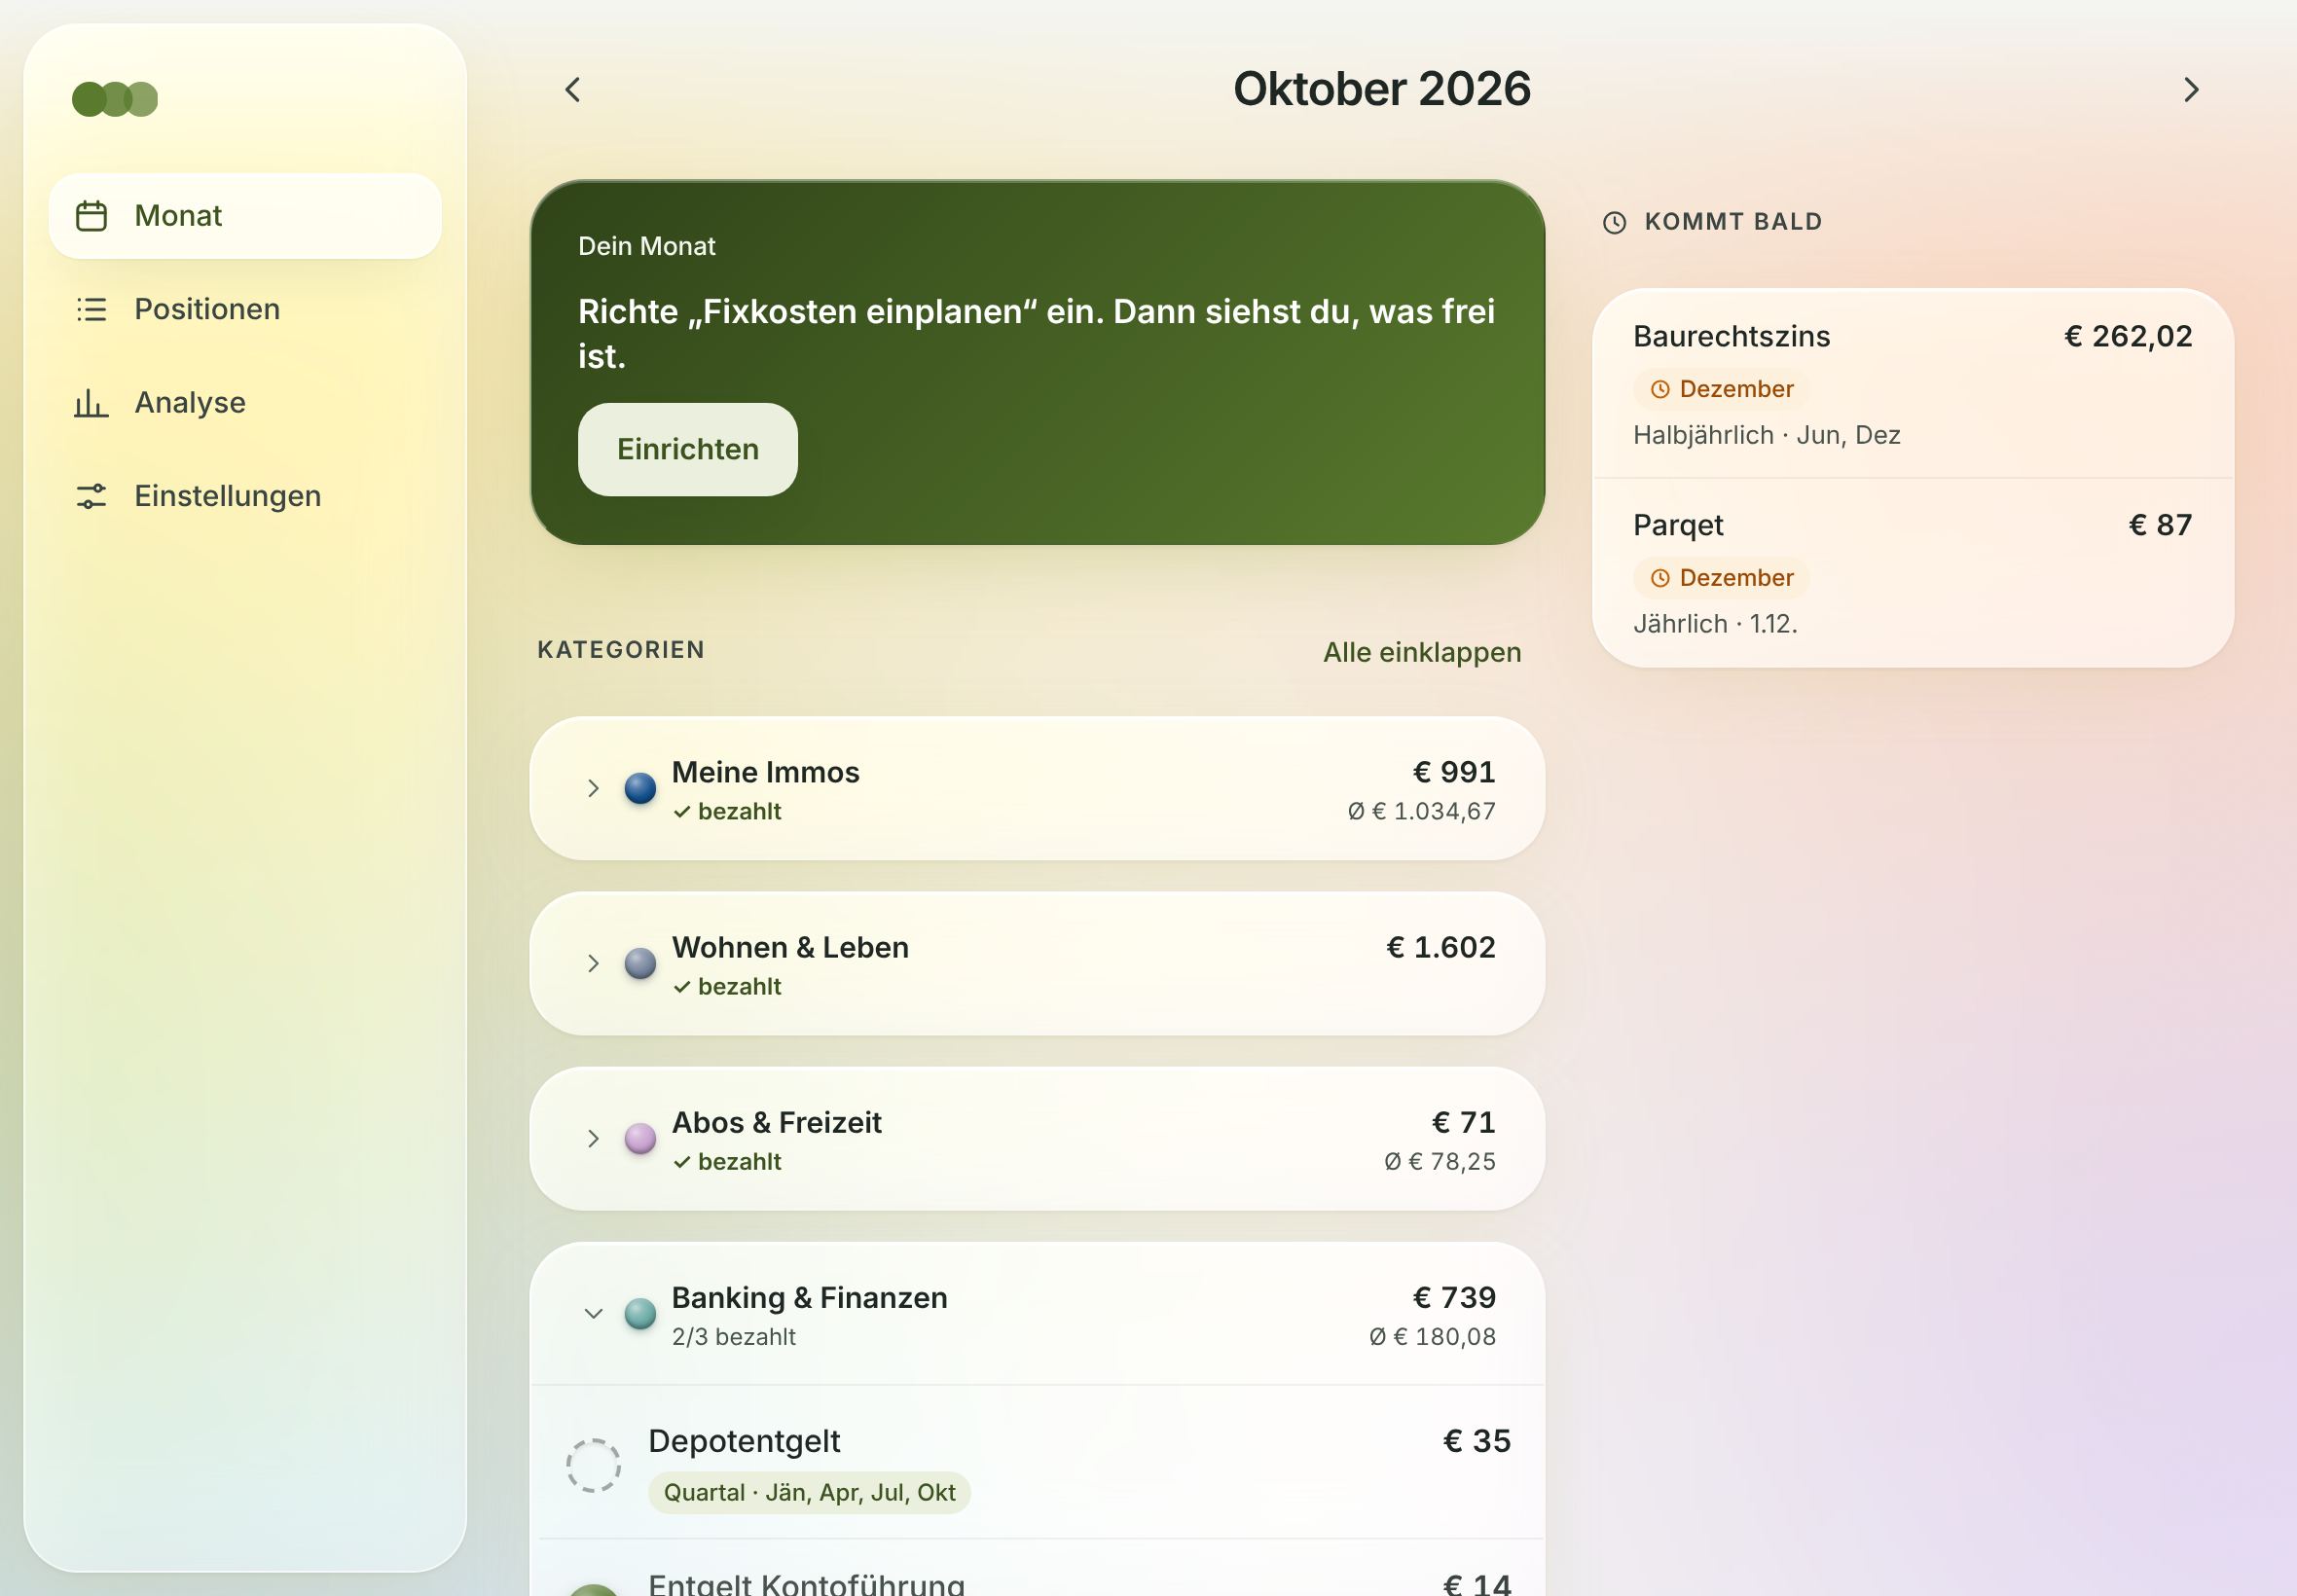 Monat
Positionen
Analyse
Einstellungen
Oktober 2026
Dein Monat
Richte „Fixkosten einplanen“ ein. Dann siehst du, was frei
ist.
Einrichten
KATEGORIEN
Alle einklappen
Meine Immos
€ 991
✓ bezahlt
Ø € 1.034,67
Wohnen & Leben
€ 1.602
✓ bezahlt
Abos & Freizeit
€ 71
✓ bezahlt
Ø € 78,25
Banking & Finanzen
€ 739
2/3 bezahlt
Ø € 180,08
Depotentgelt
€ 35
Quartal · Jän, Apr, Jul, Okt
Entgelt Kontoführung
€ 14
KOMMT BALD
Baurechtszins
€ 262,02
Dezember
Halbjährlich · Jun, Dez
Parqet
€ 87
Dezember
Jährlich · 1.12.